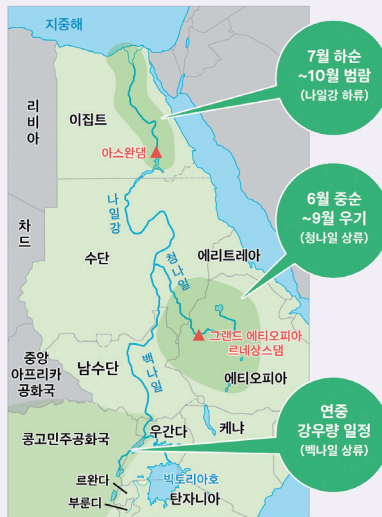 지중해
7월 하순
~10월 범람
(나일강 하류)
리비아
이집트
아스완댐
나일강
6월 중순
~9월 우기
(청나일 상류)
차드
수단
청나일
에리트레아
그랜드 에티오피아
르네상스댐
중앙
아프리카
공화국
남수단
백나일
에티오피아
연중
강우량 일정
(벡나일 상류)
콩고민주공화국
우간다
케냐
르완다
빅토리아호
부룬디
탄자니아